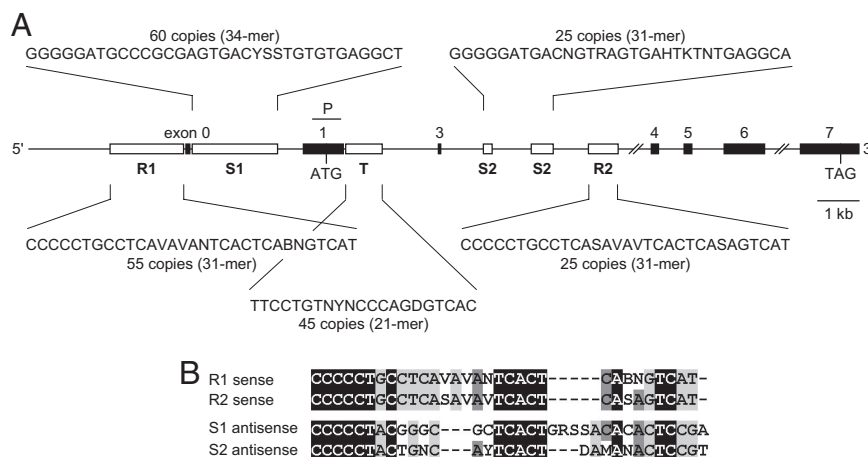 A
60 copies (34-mer)
GGGGGATGCCCGCGAGTGACYSSTGTGTGAGGCT
25 copies (31-mer)
GGGGGATGACNGTRAGTGAHTKTNTGAGGCA
P
exon 0 1 3 4 5 6 7
5' 3
R1 S1 ATG T S2 S2 R2 TAG
1 kb
CCCCCTGCCTCAVAVANTCACTCABNGTCAT
55 copies (31-mer)
CCCCCTGCCTCASAVAVTCACTCASAGTCAT
25 copies (31-mer)
TTCCTGTNYNCCCAGDGTCAC
45 copies (21-mer)
B
R1 sense CCCCCTGCCTCAVAVANTCACT-----CABNGTCAT-
R2 sense CCCCCTGCCTCASAVAVTCACT-----CASAGTCAT-
S1 antisense CCCCCTACGGGC---GCTCACTGRSSACACACTCCGA
S2 antisense CCCCCTACTGNC---AYTCACT---DAMANACTCCGT